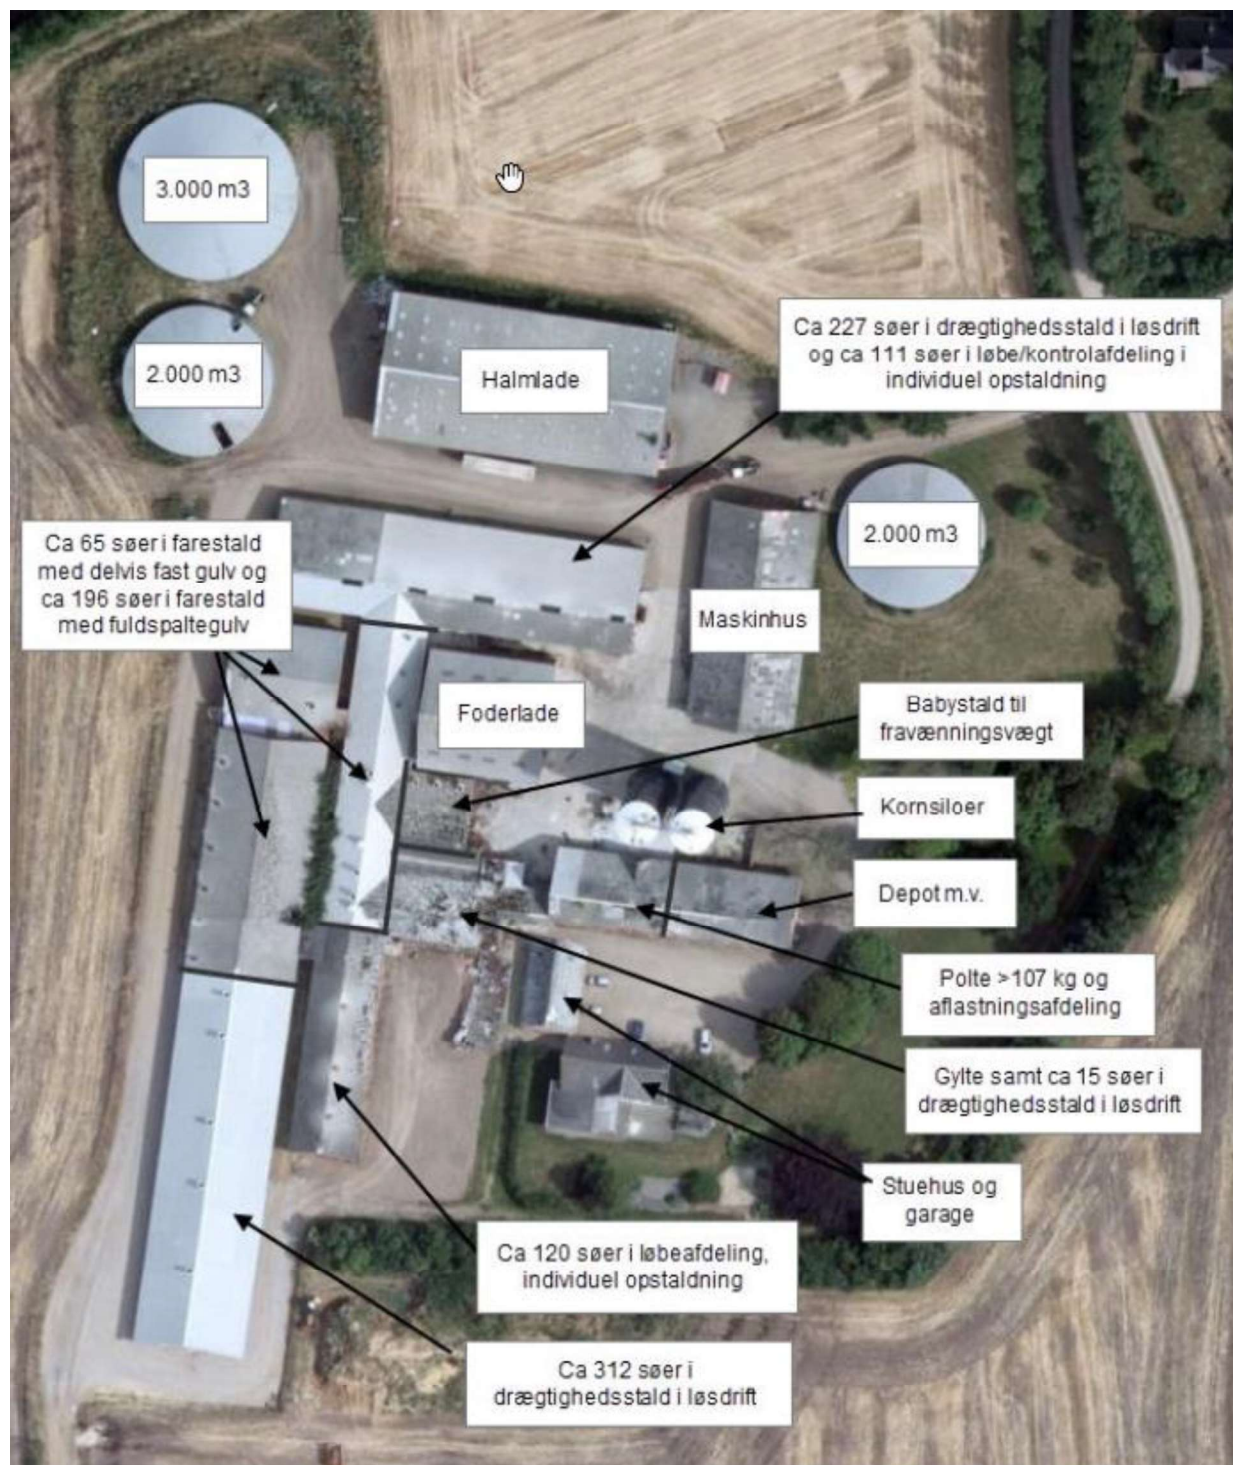 3.000 m3
Ca 227 søer i drægtighedsstald i løsdrift
og ca 111 søer i løbe/kontrolafdeling i
individuel opstaldning
2.000 m3
Halmlade
2.000 m3
Ca 65 søer i farestald
med delvis fast gulv og
ca 196 søer i farestald
med fuldspaltegulv
Maskinhus
Foderlade
Babystald til
fravænningsvægt
Kornsiloer
Depot m.v.
Polte >107 kg og
aflastningsafdeling
Gylte samt ca 15 søer i
drægtighedsstald i løsdrift
Stuehus og
garage
Ca 120 søer i løbeafdeling,
individuel opstaldning
Ca 312 søer i
drægtighedsstald i løsdrift